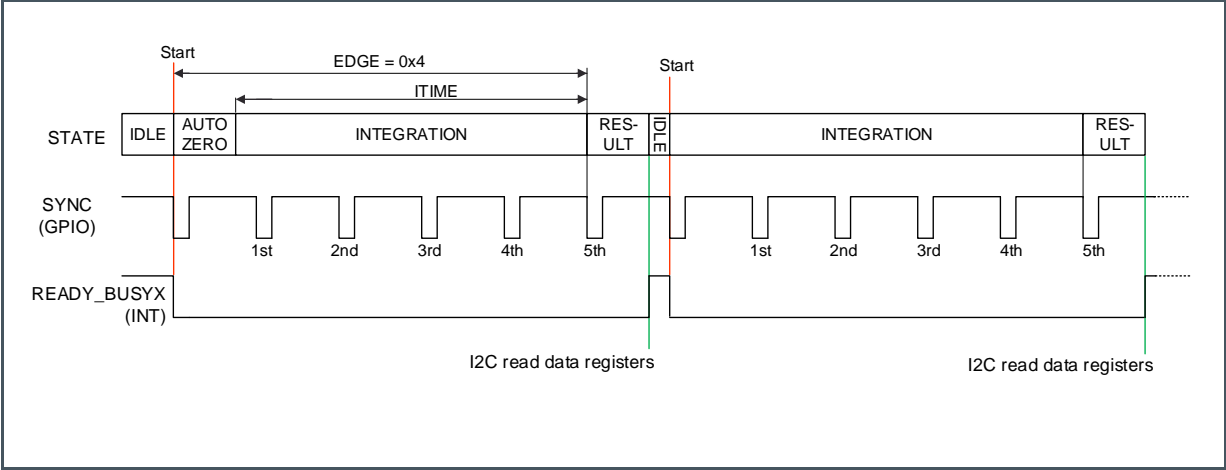 Start
EDGE = 0x4
Start
ITIME
STATE
IDLE
AUTO
ZERO
INTEGRATION
RES-
ULT
IDLE
INTEGRATION
RES-
ULT
SYNC
(GPIO)
1st
2nd
3rd
4th
5th
1st
2nd
3rd
4th
5th
READY_BUSYX
(INT)
I2C read data registers
I2C read data registers